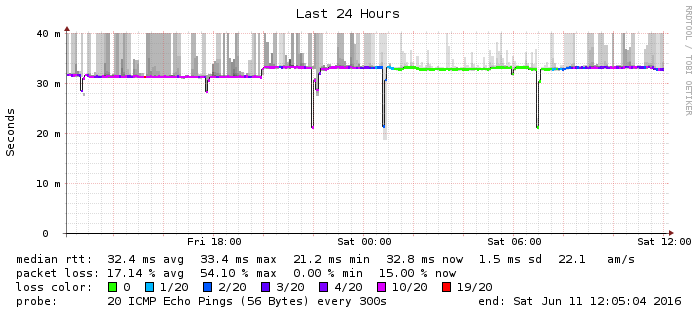 Last 24 Hours
RRDTOOL / TOBI OETIKER
Seconds
40 m
30 m
20 m
10 m
0
Fri 18:00 Sat 00:00 Sat 06:00 Sat 12:00
median rtt: 32.4 ms avg 33.4 ms max 21.2 ms min 32.8 ms now 1.5 ms sd 22.1 am/s
packet loss: 17.14 % avg 54.10 % max 0.00 % min 15.00 % now
loss color: 0 1/20 2/20 3/20 4/20 10/20 19/20
probe: 20 ICMP Echo Pings (56 Bytes) every 300s end: Sat Jun 11 12:05:04 2016